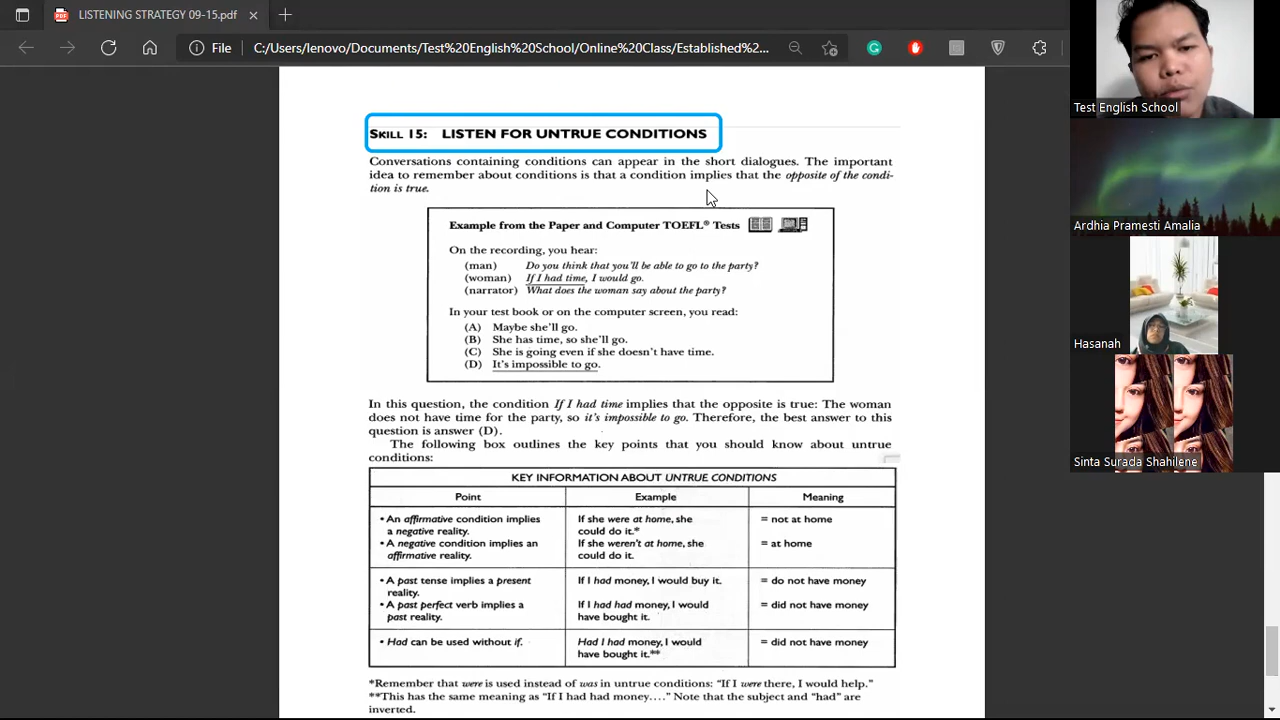 LISTENING STRATEGY 09-15.pdf
File
C:/Users/lenovo/Documents/Test%20English%20School/Online%20Class/Established%2...
SKILL 15: LISTEN FOR UNTRUE CONDITIONS
Conversations containing conditions can appear in the short dialogues. The important
idea to remember about conditions is that a condition implies that the opposite of the condi-
tion is true.
Example from the Paper and Computer TOEFL® Tests
On the recording, you hear:
(man) Do you think that you'll be able to go to the party?
(woman) If I had time, I would go.
(narrator) What does the woman say about the party?
In your test book or on the computer screen, you read:
(A) Maybe she'll go.
(B) She has time, so she'll go.
(C) She is going even if she doesn't have time.
(D) It's impossible to go.
In this question, the condition If I had time implies that the opposite is true: The woman
does not have time for the party, so it's impossible to go. Therefore, the best answer to this
question is answer (D).
The following box outlines the key points that you should know about untrue
conditions:
KEY INFORMATION ABOUT UNTRUE CONDITIONS
Point Example Meaning
• An affirmative condition implies If she were at home, she = not at home
a negative reality. could do it.*
• A negative condition implies an If she weren't at home, she = at home
affirmative reality. could do it.
• A past tense implies a present If I had money, I would buy it. = do not have money
reality.
• A past perfect verb implies a If I had had money, I would = did not have money
past reality. have bought it.
• Had can be used without if. Had I had money, I would = did not have money
have bought it.**
*Remember that were is used instead of was in untrue conditions: "If I were there, I would help."
**This has the same meaning as "If I had had money...." Note that the subject and "had" are
inverted.
Test English School
Ardhia Pramesti Amalia
Hasanah
Sinta Surada Shahilene